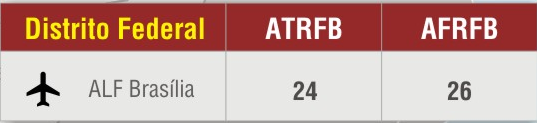 Distrito Federal ATRFB AFRFB
ALF Brasília 24 26